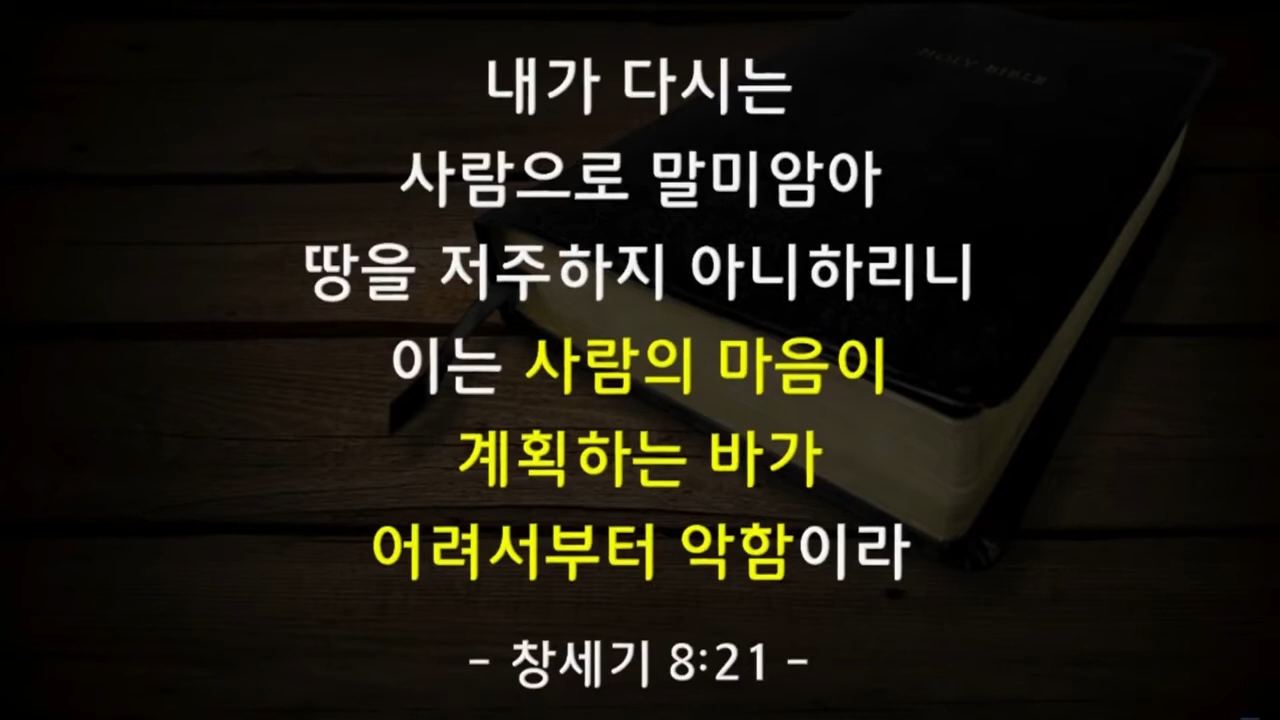 HOLY BIBLE
내가 다시는
사람으로 말미암아
땅을 저주하지 아니하리니
이는 사람의 마음이
계획하는 바가
어려서부터 악함이라
- 창세기 8:21 -